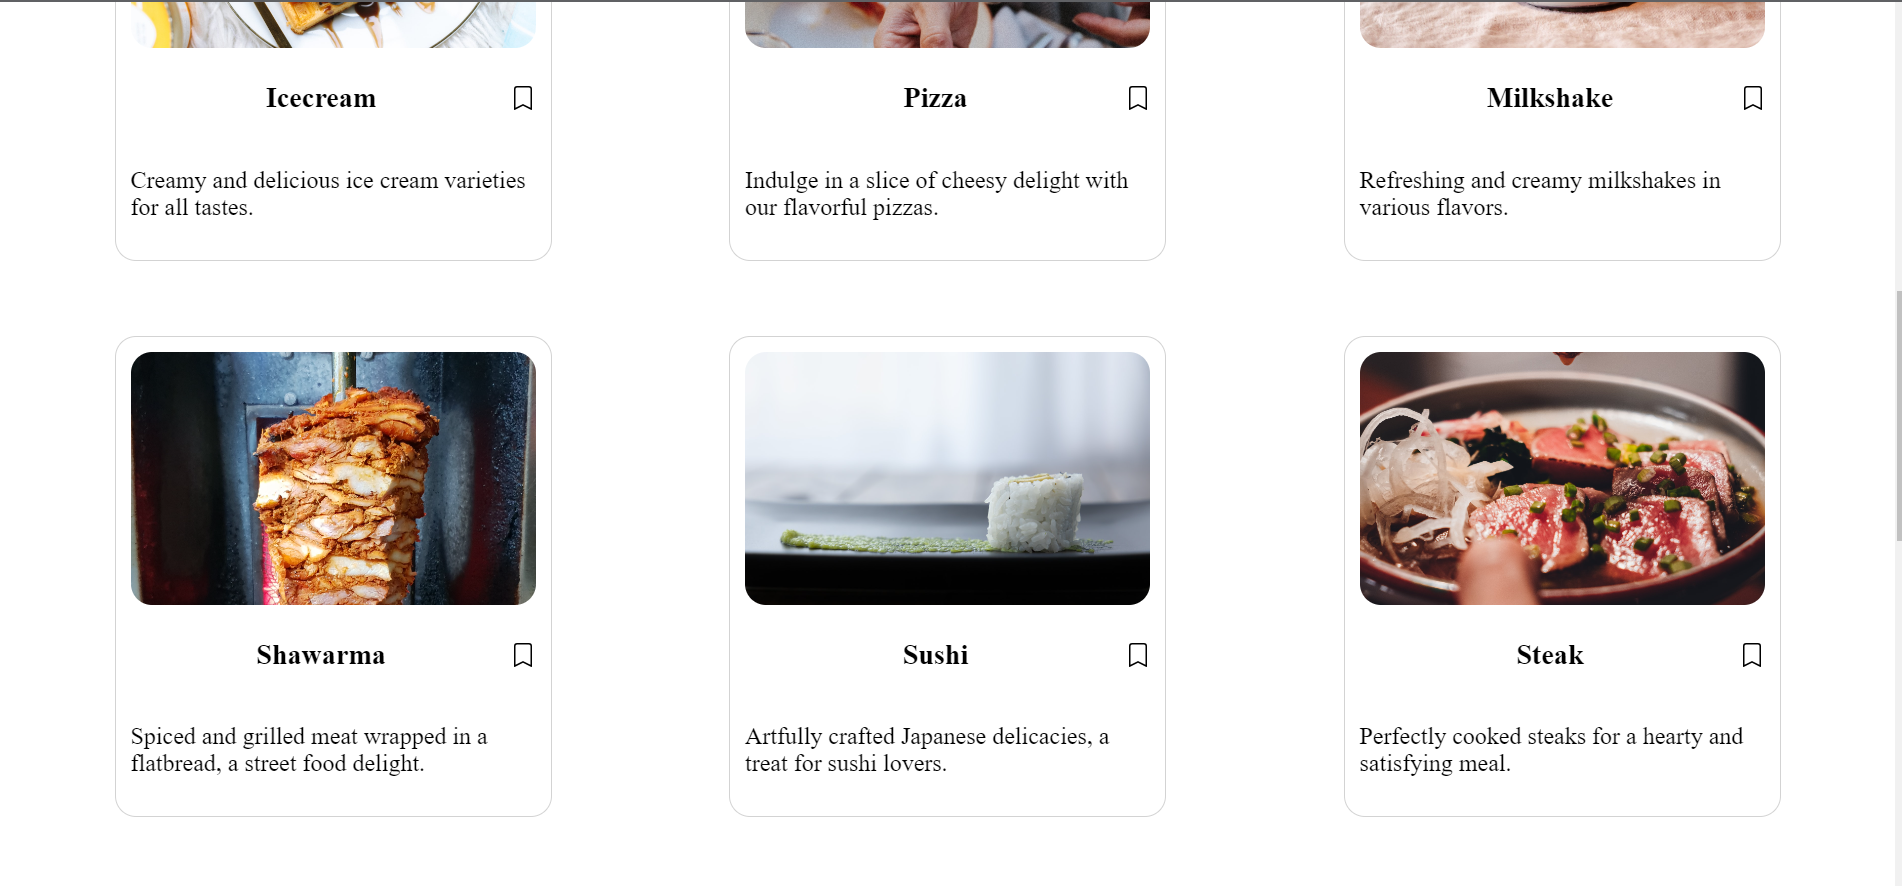 Icecream
Pizza
Milkshake
Creamy and delicious ice cream varieties
for all tastes.
Indulge in a slice of cheesy delight with
our flavorful pizzas.
Refreshing and creamy milkshakes in
various flavors.
Shawarma
Sushi
Steak
Spiced and grilled meat wrapped in a
flatbread, a street food delight.
Artfully crafted Japanese delicacies, a
treat for sushi lovers.
Perfectly cooked steaks for a hearty and
satisfying meal.